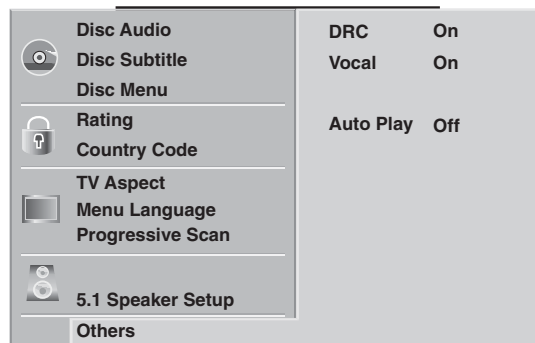 Disc Audio
Disc Subtitle
Disc Menu
Rating
Country Code
TV Aspect
Menu Language
Progressive Scan
5.1 Speaker Setup
Others
DRC On
Vocal On
Auto Play Off